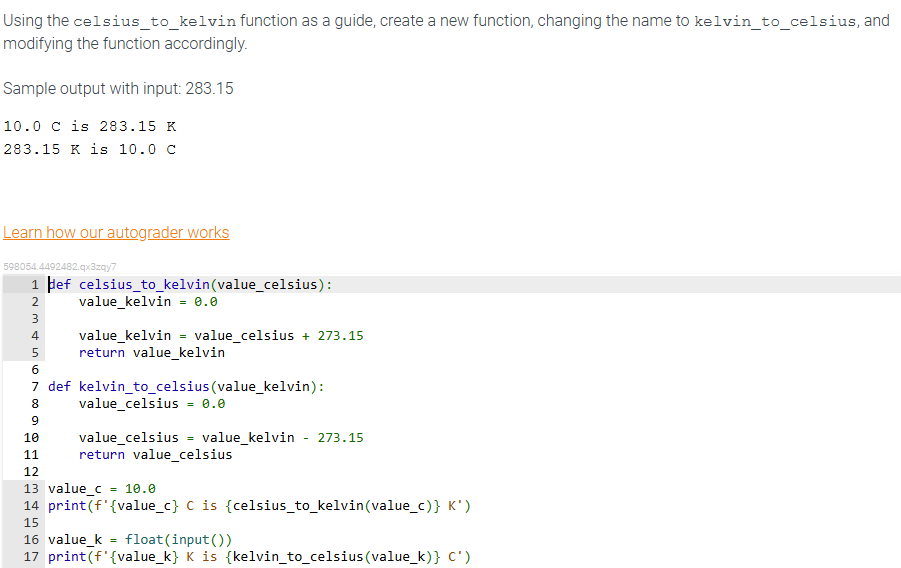 Using the celsius_to_kelvin function as a guide, create a new function, changing the name to kelvin_to_celsius, and
modifying the function accordingly.
Sample output with input: 283.15
10.0 C is 283.15 K
283.15 K is 10.0 C
Learn how our autograder works
598054.4492482.qx3zqy7
1 def celsius_to_kelvin(value_celsius):
2     value_kelvin = 0.0
3
4     value_kelvin = value_celsius + 273.15
5     return value_kelvin
6
7 def kelvin_to_celsius(value_kelvin):
8     value_celsius = 0.0
9
10     value_celsius = value_kelvin - 273.15
11     return value_celsius
12
13 value_c = 10.0
14 print(f'{value_c} C is {celsius_to_kelvin(value_c)} K')
15
16 value_k = float(input())
17 print(f'{value_k} K is {kelvin_to_celsius(value_k)} C')